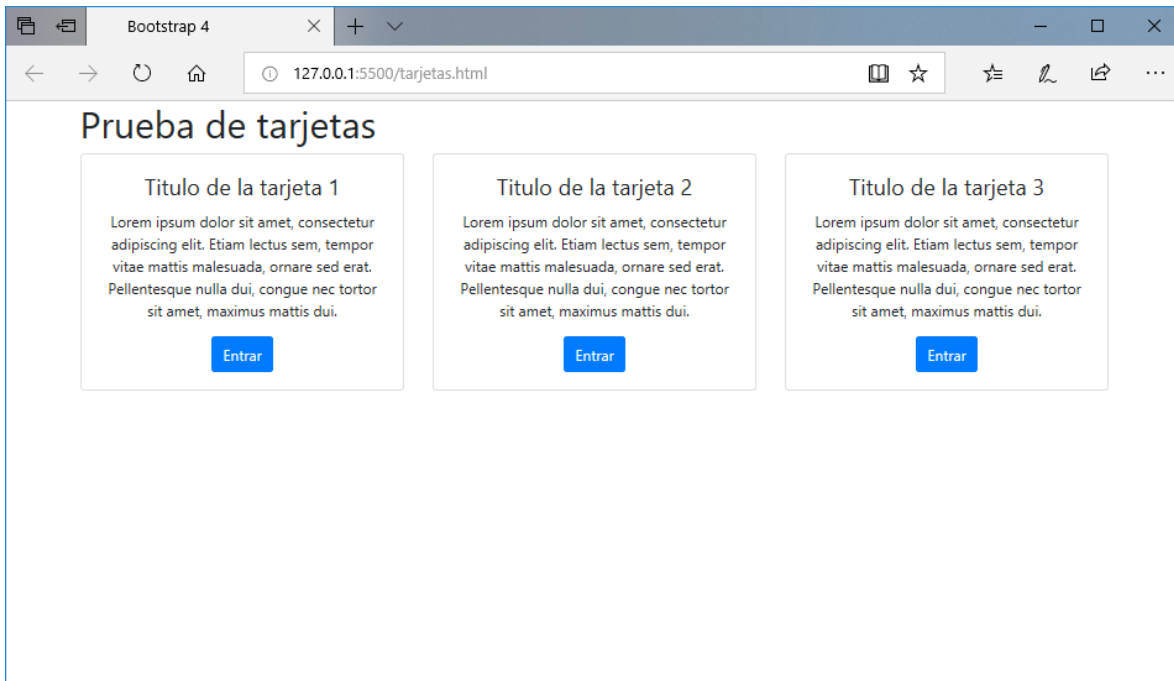 Bootstrap 4
127.0.0.1:5500/tarjetas.html
Prueba de tarjetas
Titulo de la tarjeta 1
Lorem ipsum dolor sit amet, consectetur
adipiscing elit. Etiam lectus sem, tempor
vitae mattis malesuada, ornare sed erat.
Pellentesque nulla dui, congue nec tortor
sit amet, maximus mattis dui.
Entrar
Titulo de la tarjeta 2
Lorem ipsum dolor sit amet, consectetur
adipiscing elit. Etiam lectus sem, tempor
vitae mattis malesuada, ornare sed erat.
Pellentesque nulla dui, congue nec tortor
sit amet, maximus mattis dui.
Entrar
Titulo de la tarjeta 3
Lorem ipsum dolor sit amet, consectetur
adipiscing elit. Etiam lectus sem, tempor
vitae mattis malesuada, ornare sed erat.
Pellentesque nulla dui, congue nec tortor
sit amet, maximus mattis dui.
Entrar